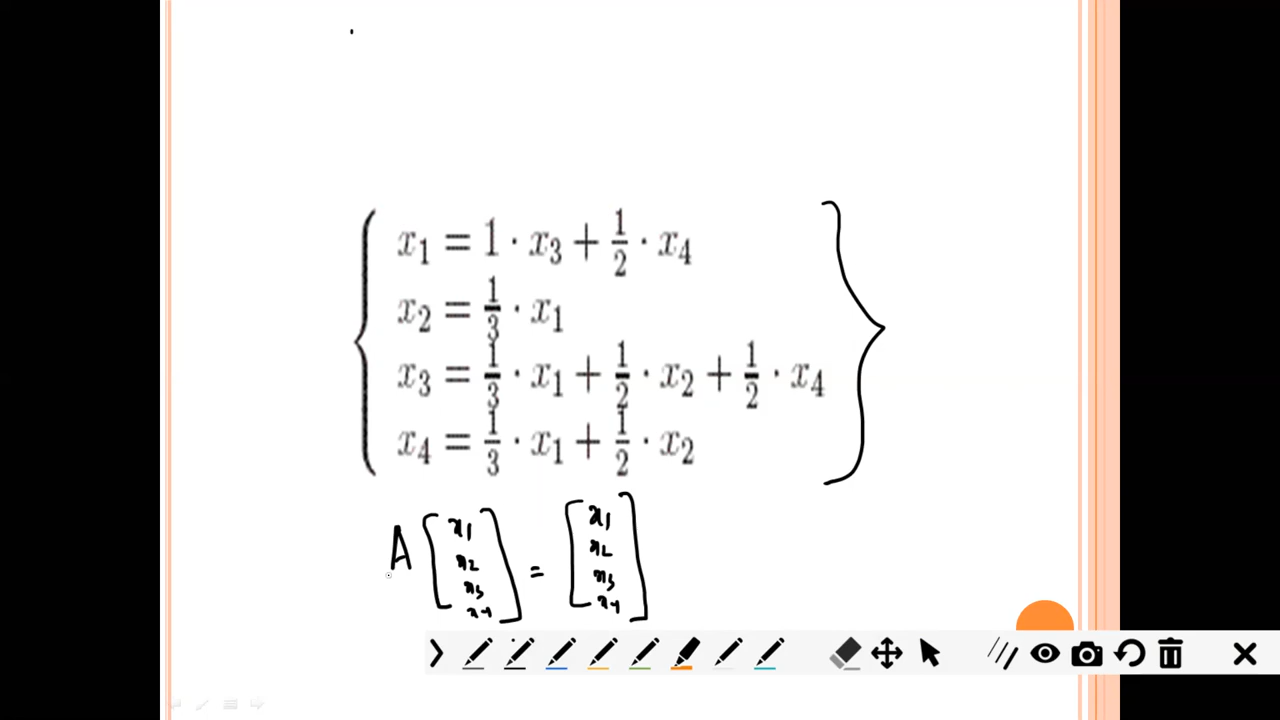 x₁ = 1 · x₃ + 1/2 · x₄
x₂ = 1/3 · x₁
x₃ = 1/3 · x₁ + 1/2 · x₂ + 1/2 · x₄
x₄ = 1/3 · x₁ + 1/2 · x₂
A [x₁ x₂ x₃ x₄] = [x₁ x₂ x₃ x₄]